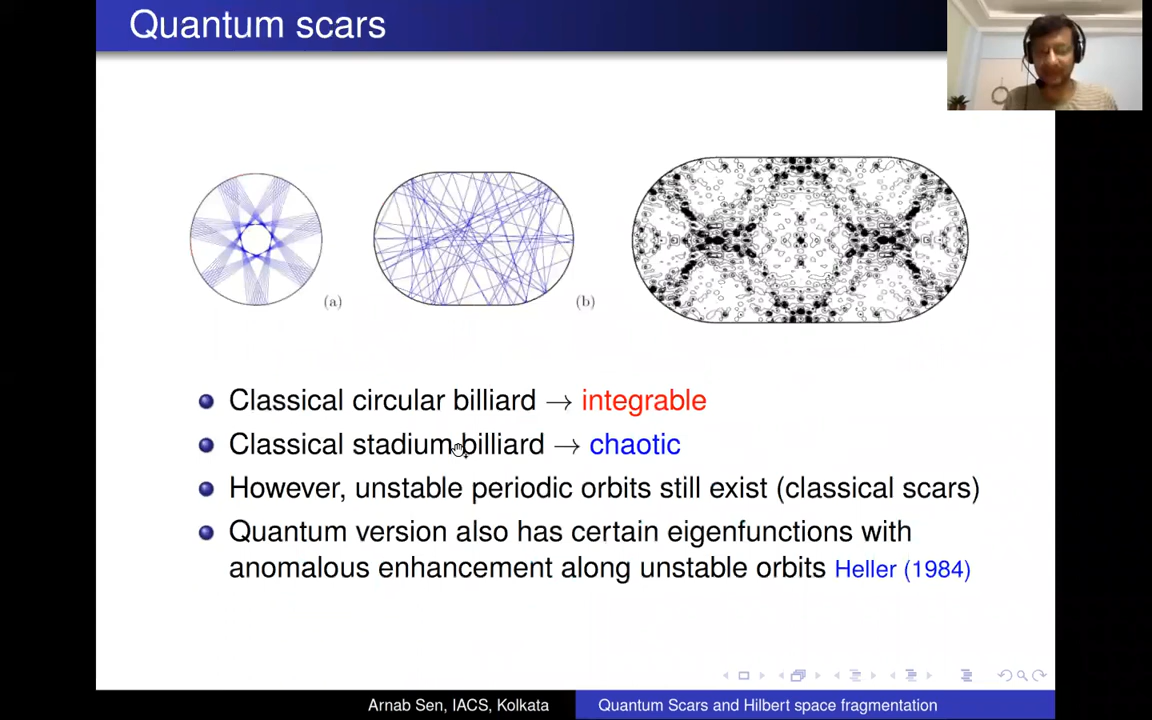 Quantum scars
(a)
(b)
Classical circular billiard → integrable
Classical stadium billiard → chaotic
However, unstable periodic orbits still exist (classical scars)
Quantum version also has certain eigenfunctions with
anomalous enhancement along unstable orbits Heller (1984)
Arnab Sen, IACS, Kolkata
Quantum Scars and Hilbert space fragmentation